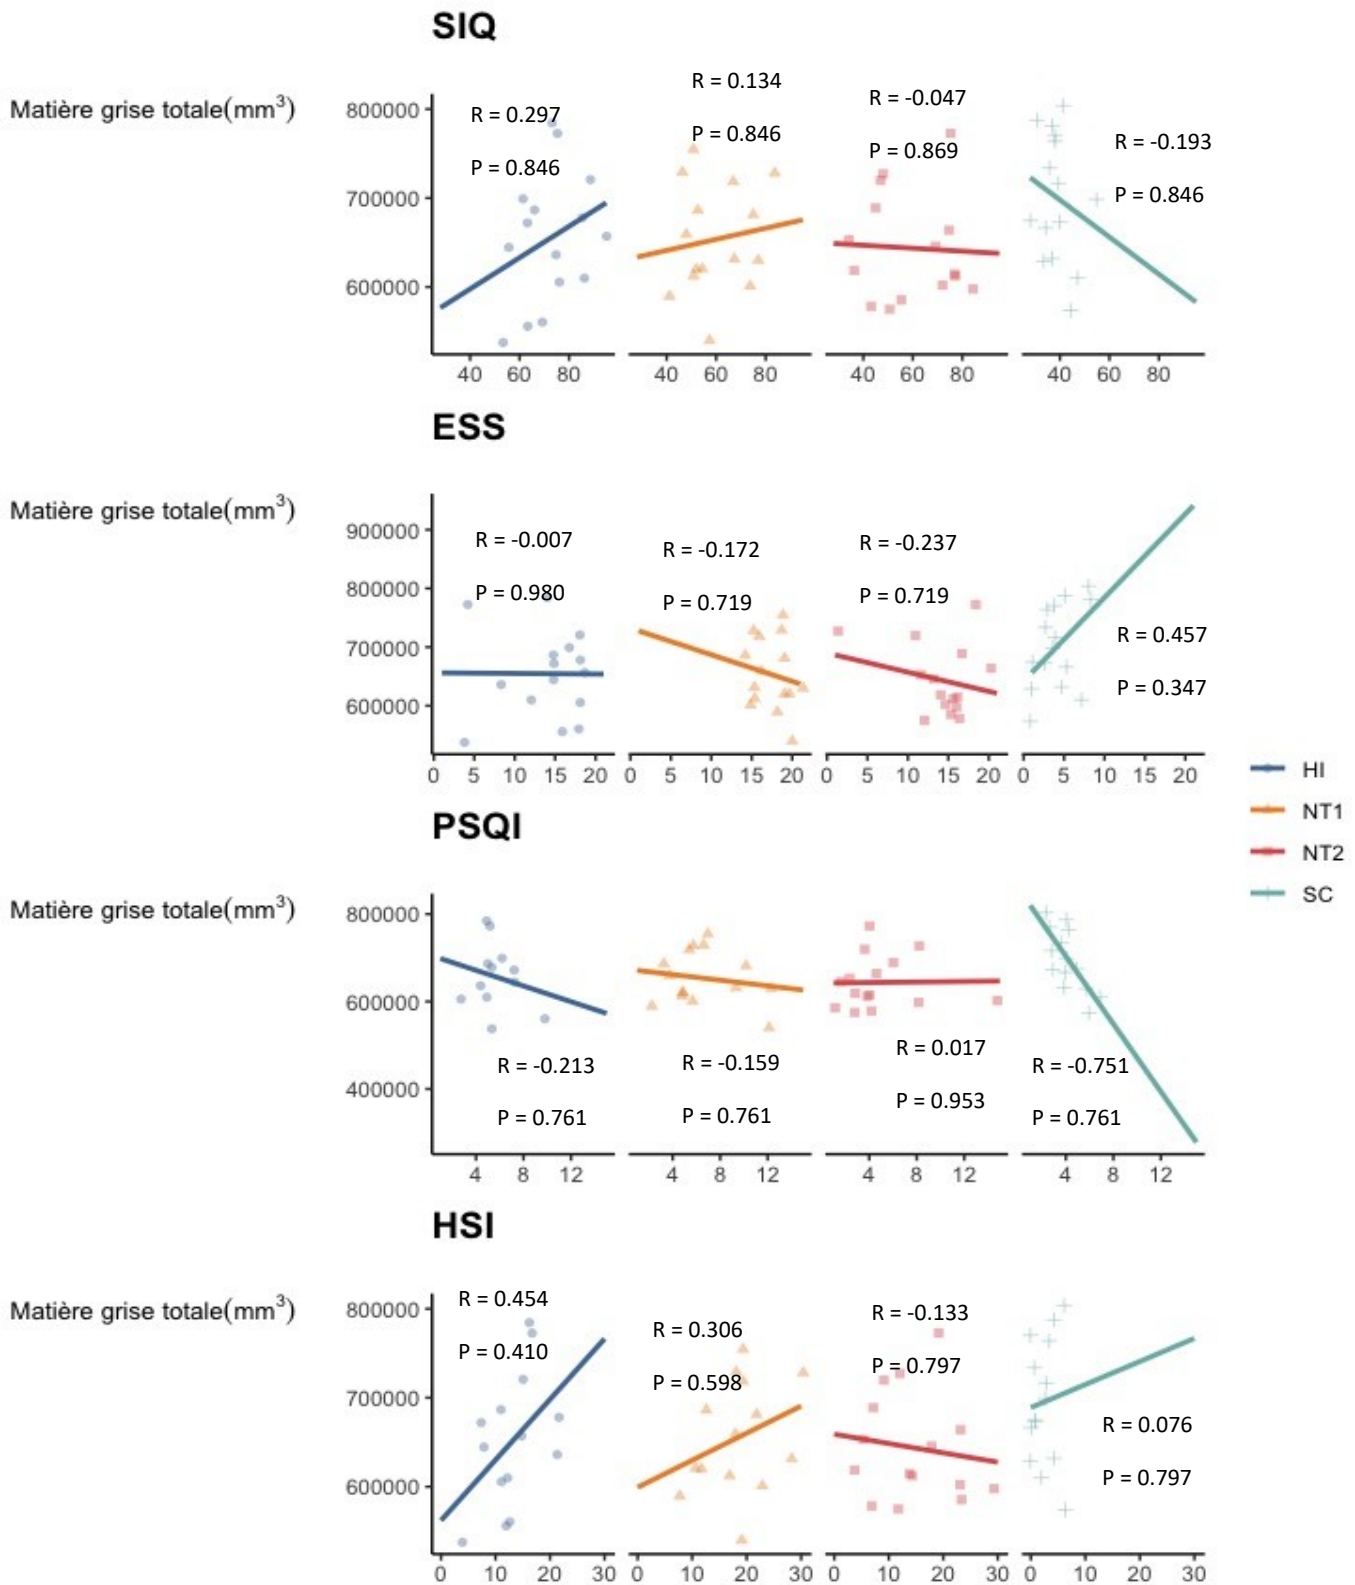 SIQ
Matière grise totale(mm³)
800000
700000
600000
R = 0.297
P = 0.846
R = 0.134
P = 0.846
R = -0.047
P = 0.869
R = -0.193
P = 0.846
40 60 80 40 60 80 40 60 80 40 60 80
ESS
Matière grise totale(mm³)
900000
800000
700000
600000
R = -0.007
P = 0.980
R = -0.172
P = 0.719
R = -0.237
P = 0.719
R = 0.457
P = 0.347
0 5 10 15 20 0 5 10 15 20 0 5 10 15 20 0 5 10 15 20
HI
NT1
NT2
SC
PSQI
Matière grise totale(mm³)
800000
600000
400000
R = -0.213
P = 0.761
R = -0.159
P = 0.761
R = 0.017
P = 0.953
R = -0.751
P = 0.761
4 8 12 4 8 12 4 8 12 4 8 12
HSI
Matière grise totale(mm³)
800000
700000
600000
R = 0.454
P = 0.410
R = 0.306
P = 0.598
R = -0.133
P = 0.797
R = 0.076
P = 0.797
0 10 20 30 0 10 20 30 0 10 20 30 0 10 20 30